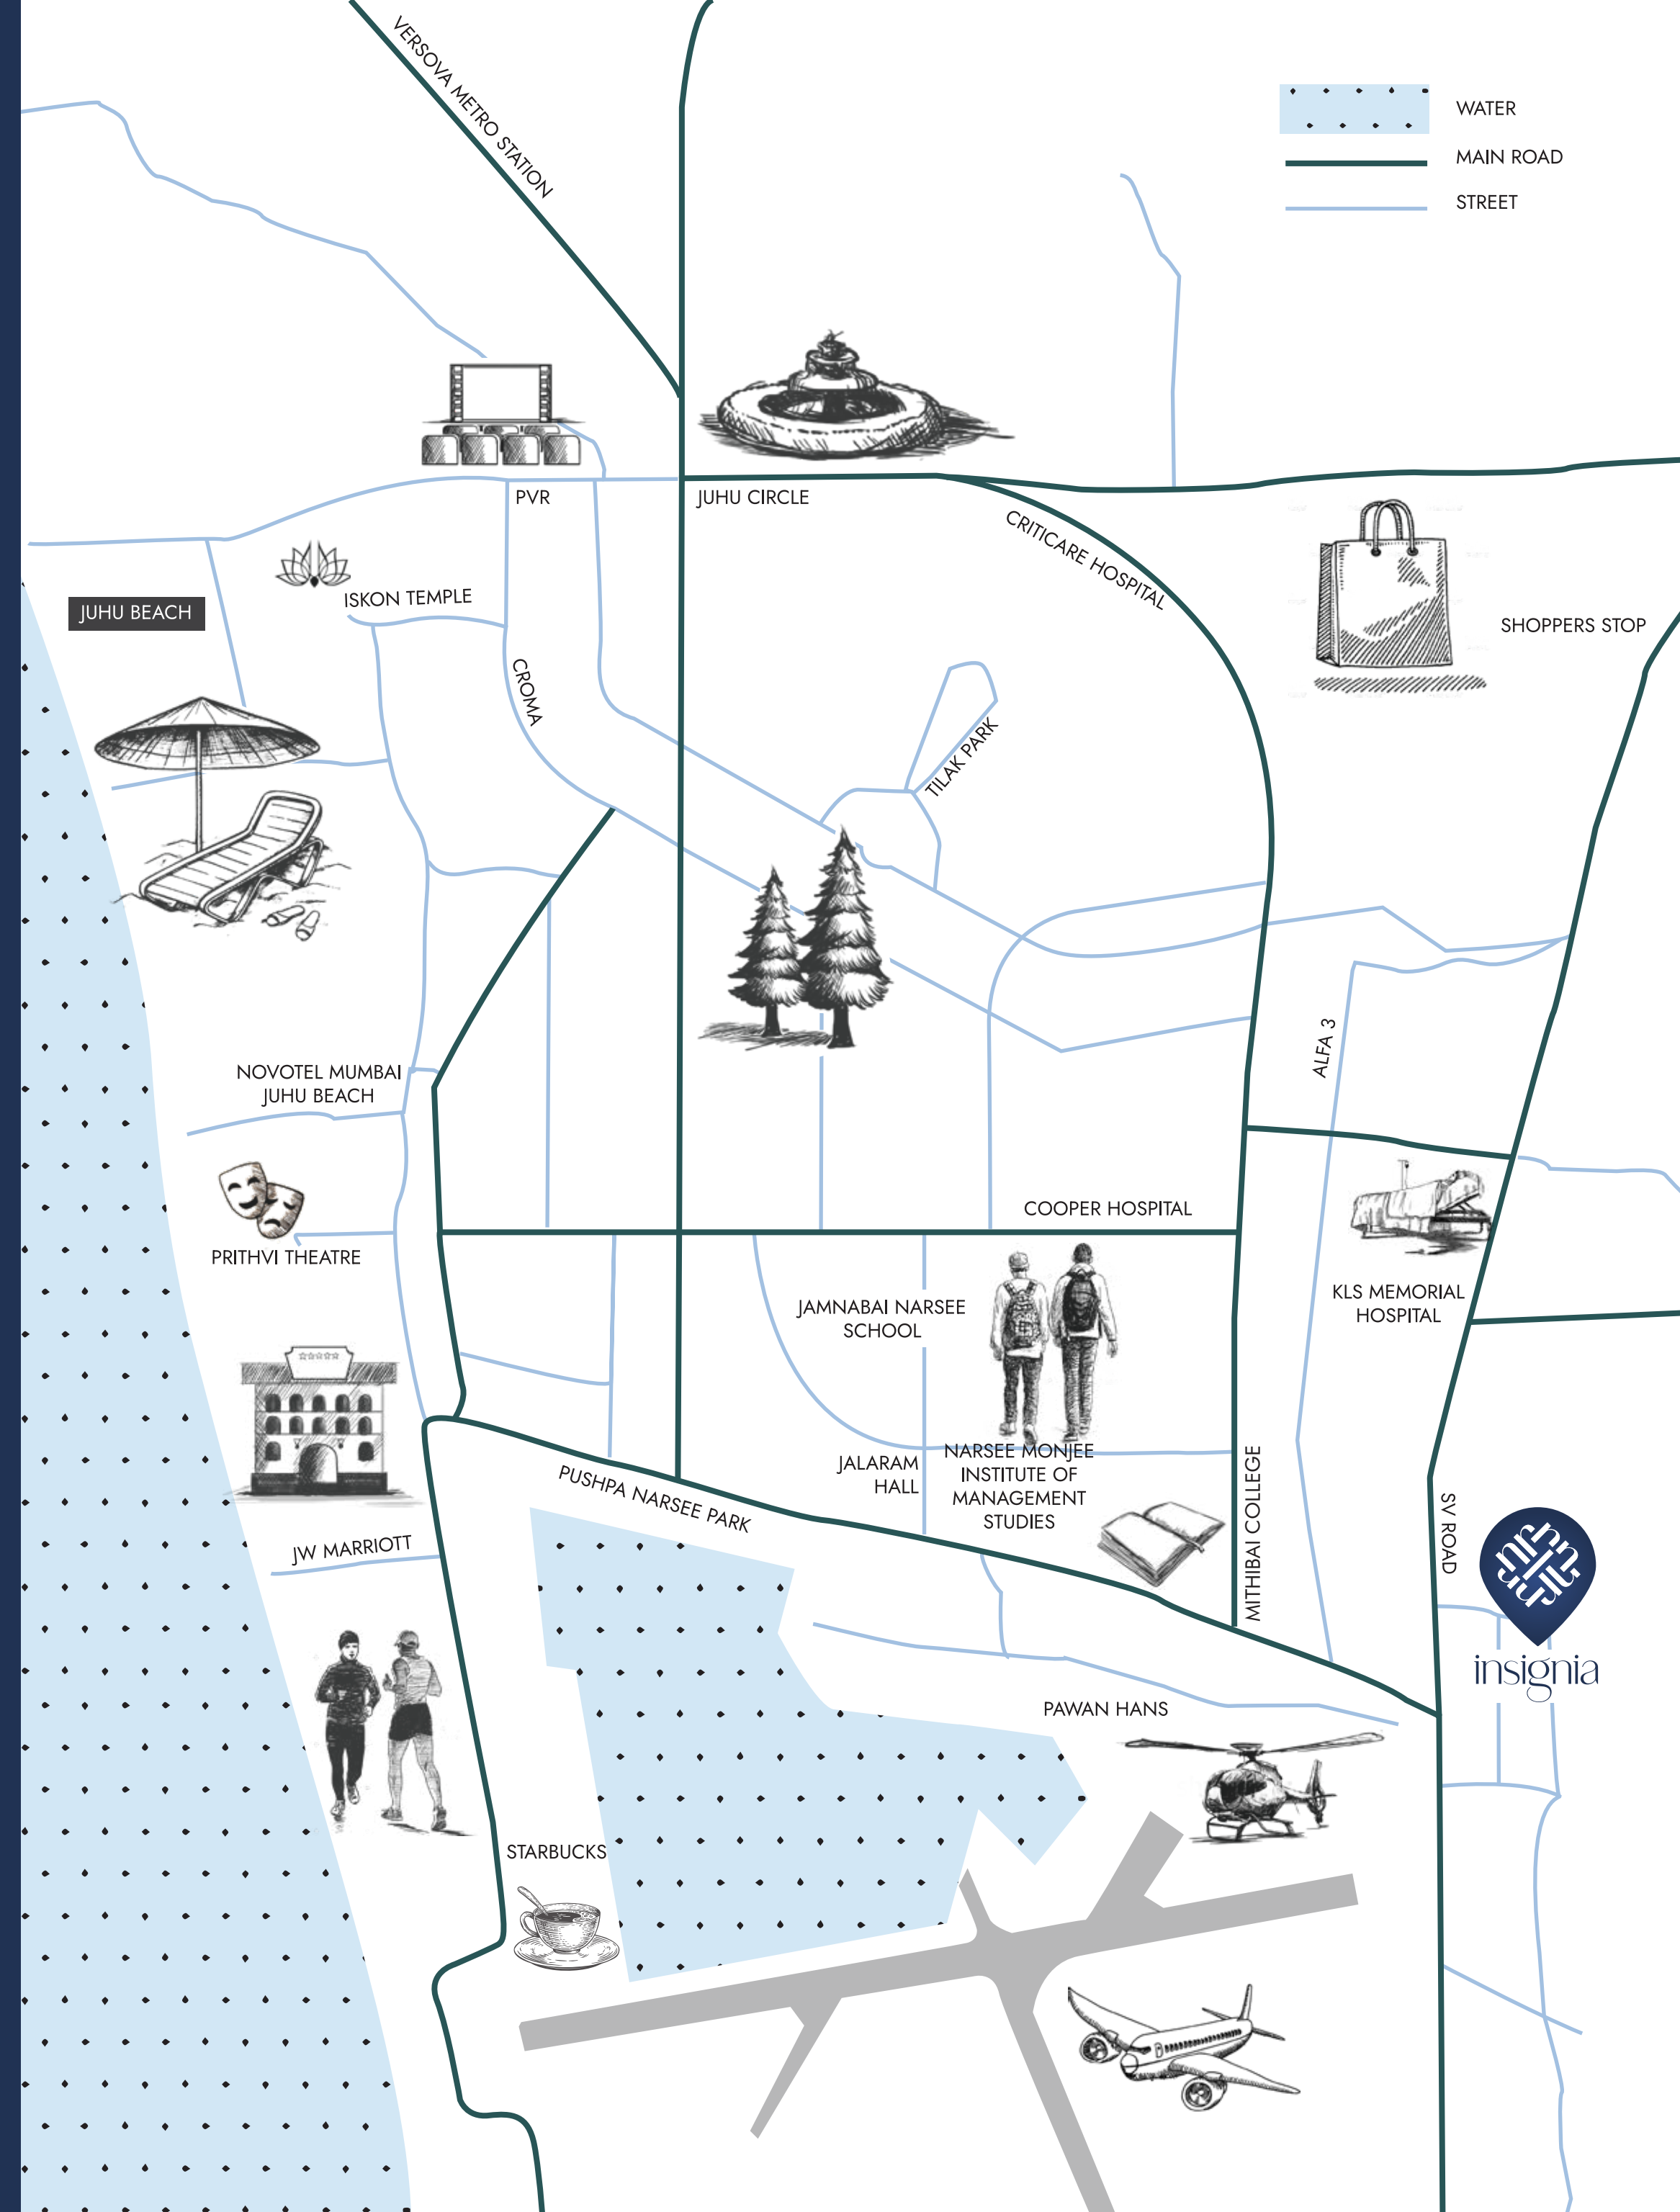 VERSOVA METRO STATION
WATER
MAIN ROAD
STREET
PVR
JUHU CIRCLE
CRITICARE HOSPITAL
ISKON TEMPLE
JUHU BEACH
SHOPPERS STOP
CROMA
TILAK PARK
ALFA 3
NOVOTEL MUMBAI
JUHU BEACH
COOPER HOSPITAL
PRITHVI THEATRE
KLS MEMORIAL
HOSPITAL
JAMNABAI NARSEE
SCHOOL
JALARAM
HALL
NARSEE MONJEE
INSTITUTE OF
MANAGEMENT
STUDIES
PUSHPA NARSEE PARK
MITHIBAI COLLEGE
SV ROAD
JW MARRIOTT
insignia
PAWAN HANS
STARBUCKS